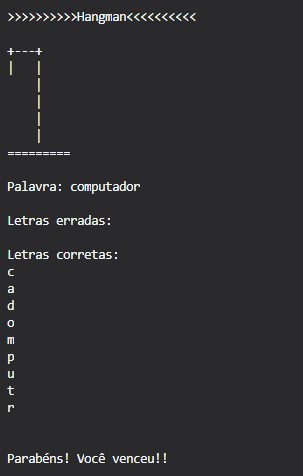 >>>>>>>>>>Hangman<<<<<<<<<<
+---+
|   |
    |
    |
    |
    |
=========
Palavra: computador
Letras erradas:
Letras corretas:
c
a
d
o
m
p
u
t
r
Parabéns! Você venceu!!